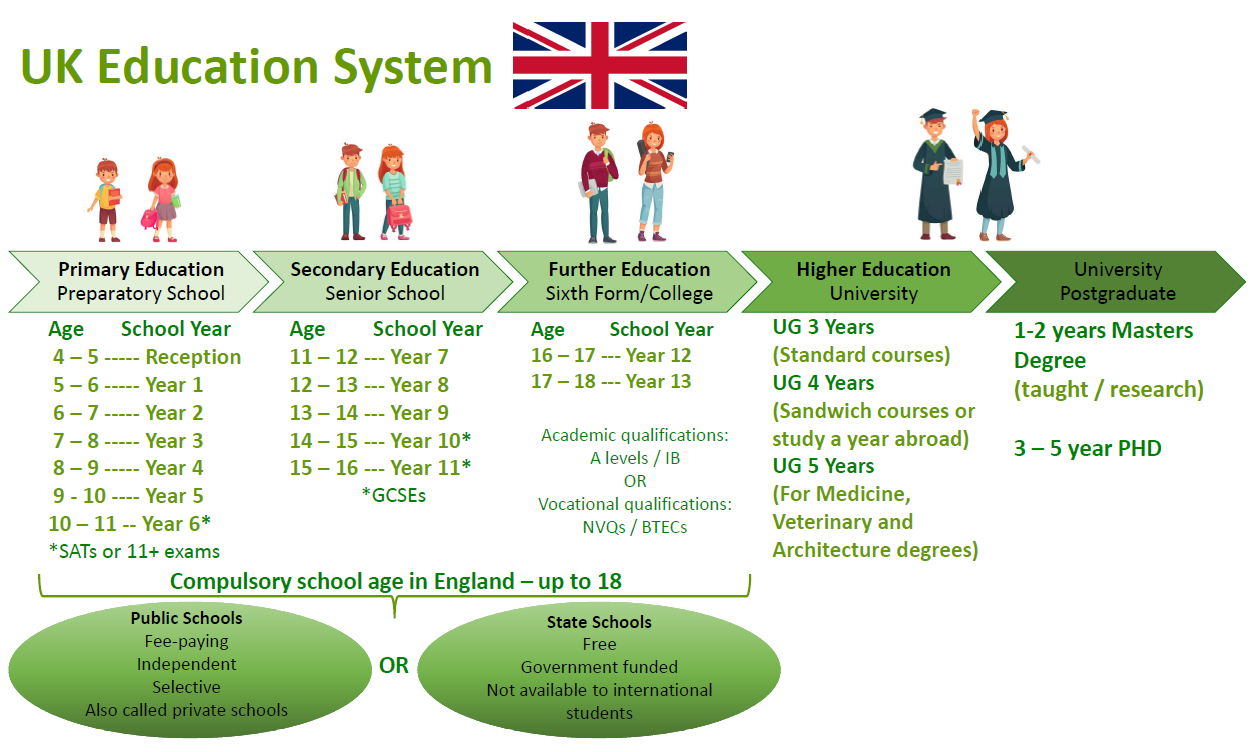 UK Education System
Primary Education
Preparatory School
Secondary Education
Senior School
Further Education
Sixth Form/College
Higher Education
University
University
Postgraduate
Age School Year
4 – 5 ----- Reception
5 – 6 ----- Year 1
6 – 7 ----- Year 2
7 – 8 ----- Year 3
8 – 9 ----- Year 4
9 - 10 ---- Year 5
10 – 11 -- Year 6*
*SATs or 11+ exams
Age School Year
11 – 12 --- Year 7
12 – 13 --- Year 8
13 – 14 --- Year 9
14 – 15 --- Year 10*
15 – 16 --- Year 11*
*GCSEs
Age School Year
16 – 17 --- Year 12
17 – 18 --- Year 13
Academic qualifications:
A levels / IB
OR
Vocational qualifications:
NVQs / BTECs
UG 3 Years
(Standard courses)
UG 4 Years
(Sandwich courses or
study a year abroad)
UG 5 Years
(For Medicine,
Veterinary and
Architecture degrees)
1-2 years Masters
Degree
(taught / research)
3 – 5 year PHD
Compulsory school age in England – up to 18
Public Schools
Fee-paying
Independent
Selective
Also called private schools
OR
State Schools
Free
Government funded
Not available to international
students